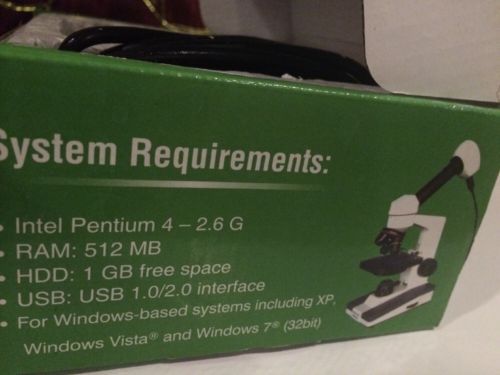 System Requirements:
• Intel Pentium 4 – 2.6 G
• RAM: 512 MB
• HDD: 1 GB free space
• USB: USB 1.0/2.0 interface
• For Windows-based systems including XP,
Windows Vista® and Windows 7® (32bit)